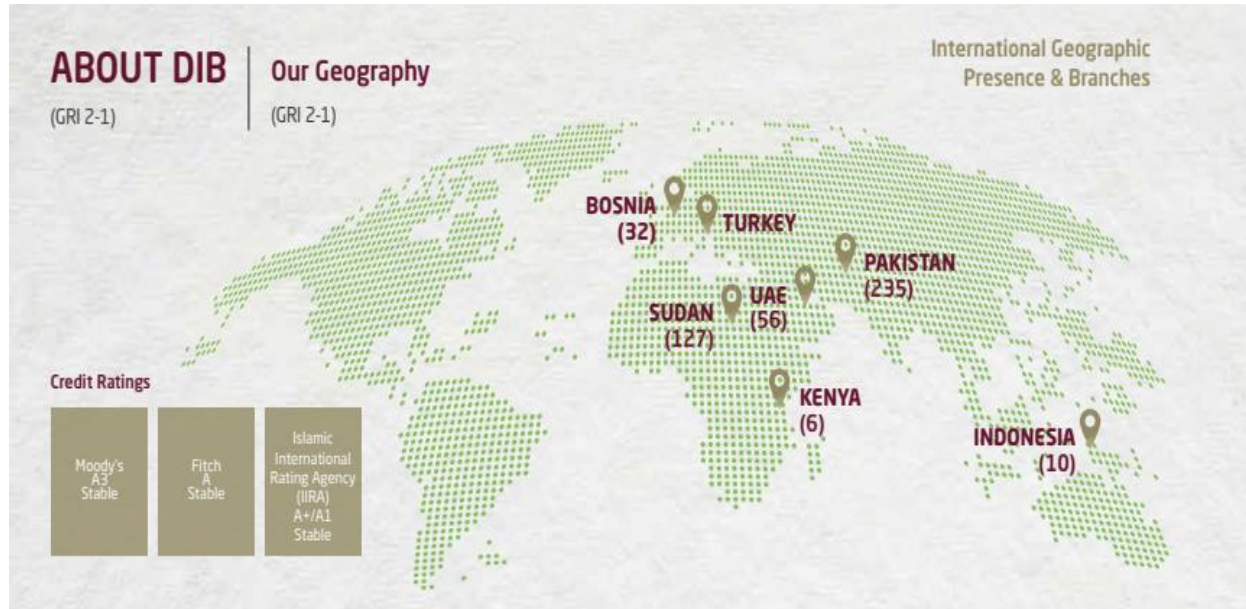 ABOUT DIB
(GRI 2-1)
Our Geography
(GRI 2-1)
International Geographic
Presence & Branches
BOSNIA
(32)
TURKEY
PAKISTAN
(235)
UAE
(56)
SUDAN
(127)
KENYA
(6)
INDONESIA
(10)
Credit Ratings
Moody's
A3
Stable
Fitch
A
Stable
Islamic
International
Rating Agency
(IIRA)
A+/A1
Stable